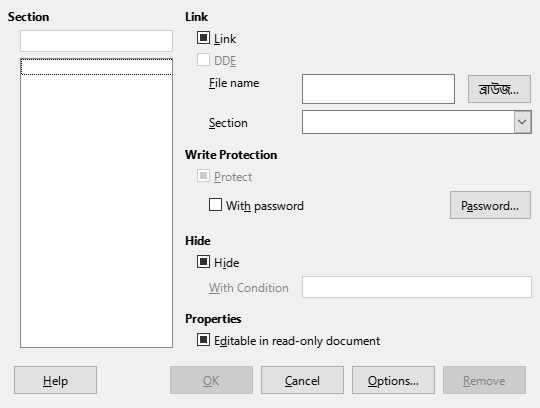 Section
Link
Link
DDE
File name
ব্রাউজ...
Section
Write Protection
Protect
With password
Password...
Hide
Hide
With Condition
Properties
Editable in read-only document
Help
OK
Cancel
Options...
Remove